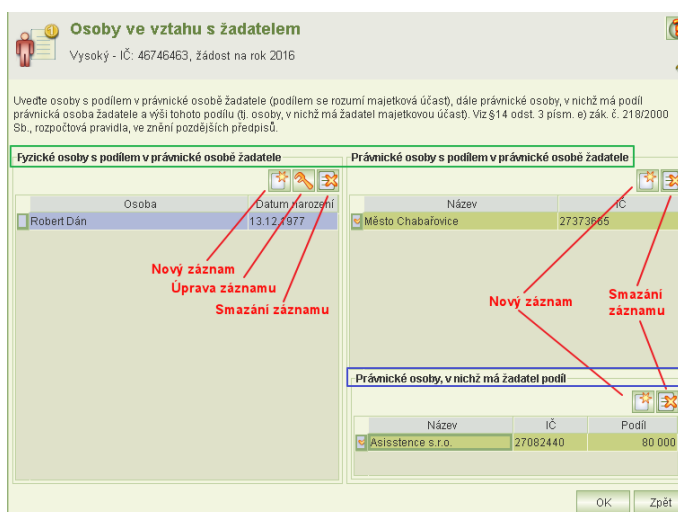 Osoby ve vztahu s žadatelem
Vysoký - IČ: 46746463, žádost na rok 2016
Uveďte osoby s podílem v právnické osobě žadatele (podílem se rozumí majetková účast), dále právnické osoby, v nichž má podíl
právnická osoba žadatele a výši tohoto podílu (tj. osoby, v nichž má žadatel majetkovou účast). Viz §14 odst. 3 písm. e) zák. č. 218/2000
Sb., rozpočtová pravidla, ve znění pozdějších předpisů.
Fyzické osoby s podílem v právnické osobě žadatele
Osoba Datum narození
Robert Dán 13.12.1977
Nový záznam
Úprava záznamu
Smazání záznamu
Právnické osoby s podílem v právnické osobě žadatele
Název IČ
Město Chabařovice 27373665
Nový záznam
Smazání
záznamu
Právnické osoby, v nichž má žadatel podíl
Název IČ Podíl
Asisstence s.r.o. 27082440 80 000
OK Zpět